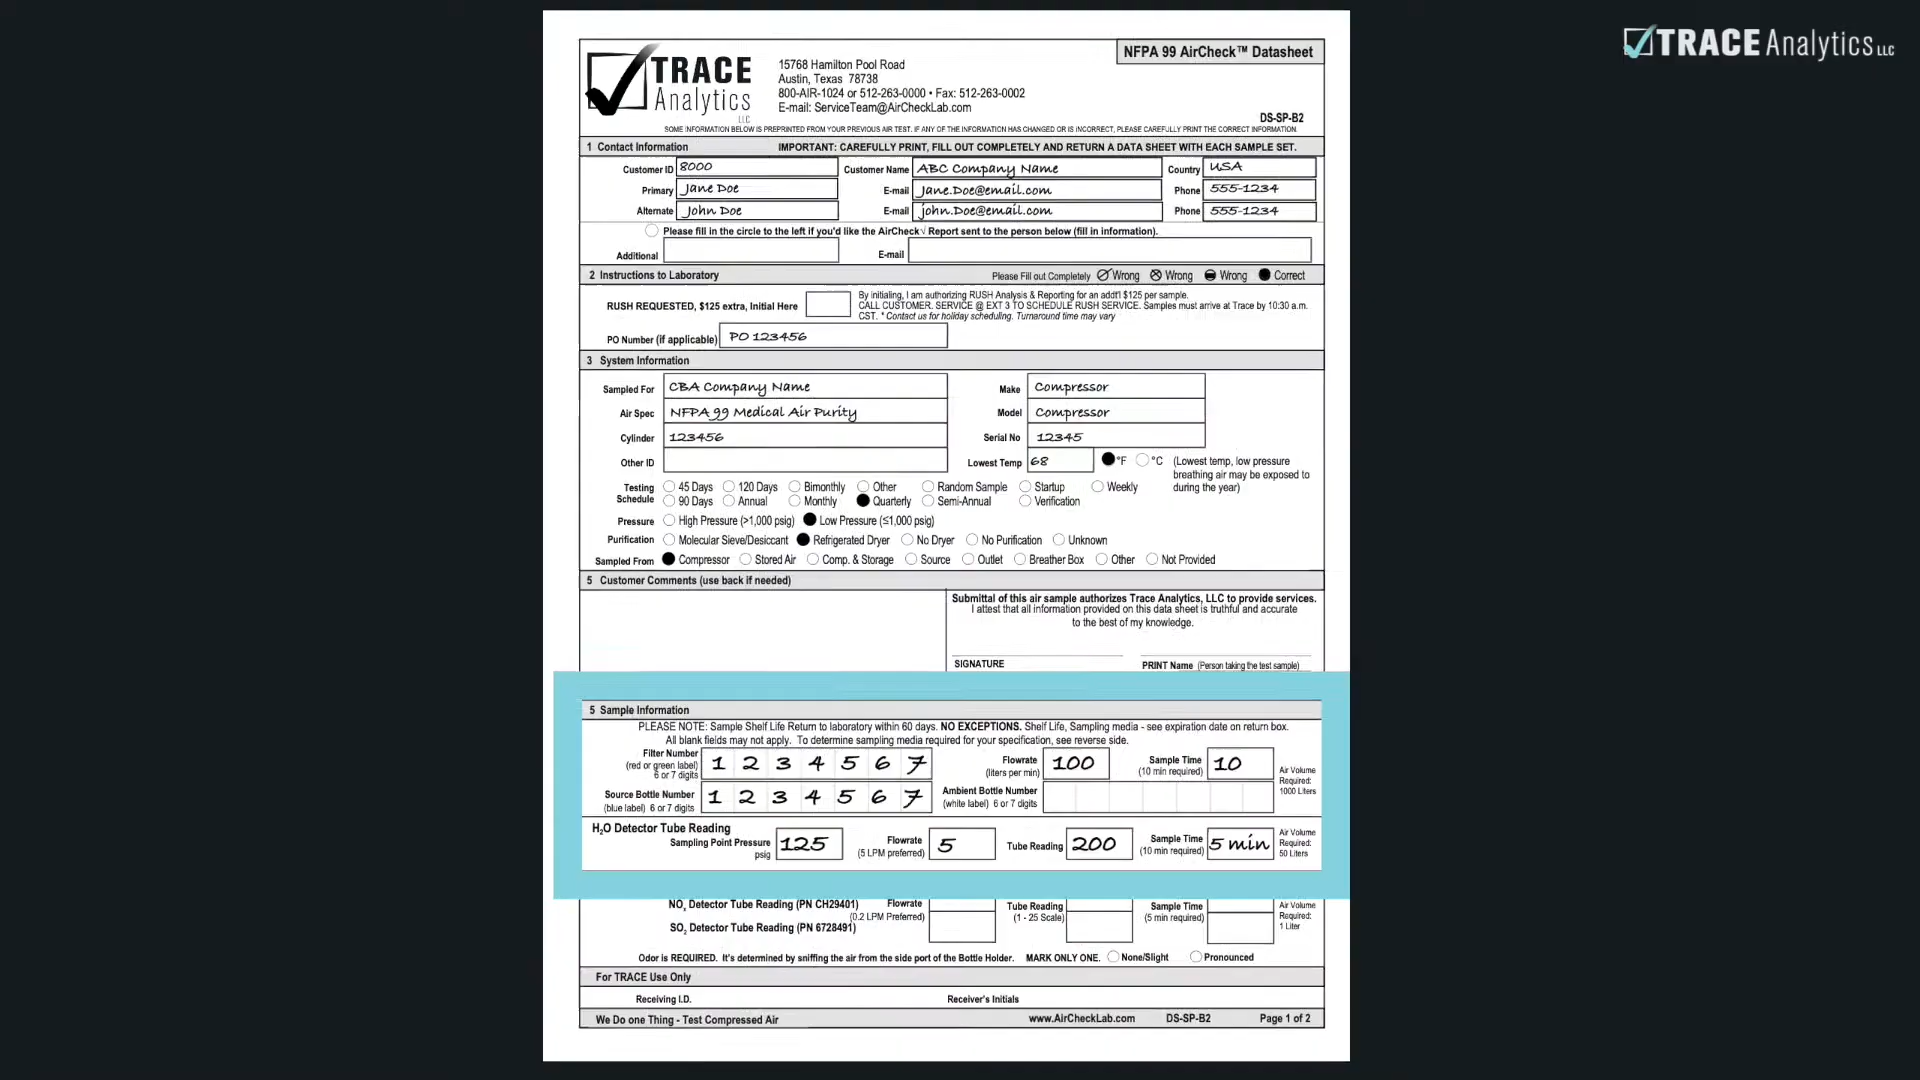 TRACE Analytics LLC
NFPA 99 AirCheck™ Datasheet
TRACE Analytics LLC
15768 Hamilton Pool Road
Austin, Texas 78738
800-AIR-1024 or 512-263-0000 • Fax: 512-263-0002
E-mail: ServiceTeam@AirCheckLab.com
DS-SP-B2
SOME INFORMATION BELOW IS PREPRINTED FROM YOUR PREVIOUS AIR TEST. IF ANY OF THE INFORMATION HAS CHANGED OR IS INCORRECT, PLEASE CAREFULLY PRINT THE CORRECT INFORMATION.
1 Contact Information IMPORTANT: CAREFULLY PRINT, FILL OUT COMPLETELY AND RETURN A DATA SHEET WITH EACH SAMPLE SET.
Customer ID 8000 Customer Name ABC Company Name Country USA
Primary Jane Doe E-mail Jane.Doe@email.com Phone 555-1234
Alternate John Doe E-mail john.Doe@email.com Phone 555-1234
Please fill in the circle to the left if you'd like the AirCheck√ Report sent to the person below (fill in information).
Additional E-mail
2 Instructions to Laboratory Please Fill out Completely Wrong Wrong Wrong Correct
RUSH REQUESTED, $125 extra, Initial Here
By initialing, I am authorizing RUSH Analysis & Reporting for an addt'l $125 per sample.
CALL CUSTOMER. SERVICE @ EXT 3 TO SCHEDULE RUSH SERVICE. Samples must arrive at Trace by 10:30 a.m.
CST. * Contact us for holiday scheduling. Turnaround time may vary
PO Number (if applicable) PO 123456
3 System Information
Sampled For CBA Company Name Make Compressor
Air Spec NFPA 99 Medical Air Purity Model Compressor
Cylinder 123456 Serial No 12345
Other ID Lowest Temp 68 °F °C (Lowest temp, low pressure
breathing air may be exposed to
during the year)
Testing Schedule 45 Days 120 Days Bimonthly Other Random Sample Startup Weekly
90 Days Annual Monthly Quarterly Semi-Annual Verification
Pressure High Pressure (>1,000 psig) Low Pressure (≤1,000 psig)
Purification Molecular Sieve/Desiccant Refrigerated Dryer No Dryer No Purification Unknown
Sampled From Compressor Stored Air Comp. & Storage Source Outlet Breather Box Other Not Provided
5 Customer Comments (use back if needed)
Submittal of this air sample authorizes Trace Analytics, LLC to provide services.
I attest that all information provided on this data sheet is truthful and accurate
to the best of my knowledge.
SIGNATURE PRINT Name (Person taking the test sample)
5 Sample Information
PLEASE NOTE: Sample Shelf Life Return to laboratory within 60 days. NO EXCEPTIONS. Shelf Life, Sampling media - see expiration date on return box.
All blank fields may not apply. To determine sampling media required for your specification, see reverse side.
Filter Number (red or green label) 6 or 7 digits 1 2 3 4 5 6 7 Flowrate (liters per min) 100 Sample Time (10 min required) 10 Air Volume Required: 1000 Liters
Source Bottle Number (blue label) 6 or 7 digits 1 2 3 4 5 6 7 Ambient Bottle Number (white label) 6 or 7 digits
H₂O Detector Tube Reading
Sampling Point Pressure psig 125 Flowrate (5 LPM preferred) 5 Tube Reading 200 Sample Time (10 min required) 5 min Air Volume Required: 50 Liters
NOₓ Detector Tube Reading (PN CH29401) Flowrate (0.2 LPM Preferred) Tube Reading (1 - 25 Scale) Sample Time (5 min required) Air Volume Required: 1 Liter
SO₂ Detector Tube Reading (PN 6728491)
Odor is REQUIRED. It's determined by sniffing the air from the side port of the Bottle Holder. MARK ONLY ONE. None/Slight Pronounced
For TRACE Use Only
Receiving I.D. Receiver's Initials
We Do one Thing - Test Compressed Air www.AirCheckLab.com DS-SP-B2 Page 1 of 2